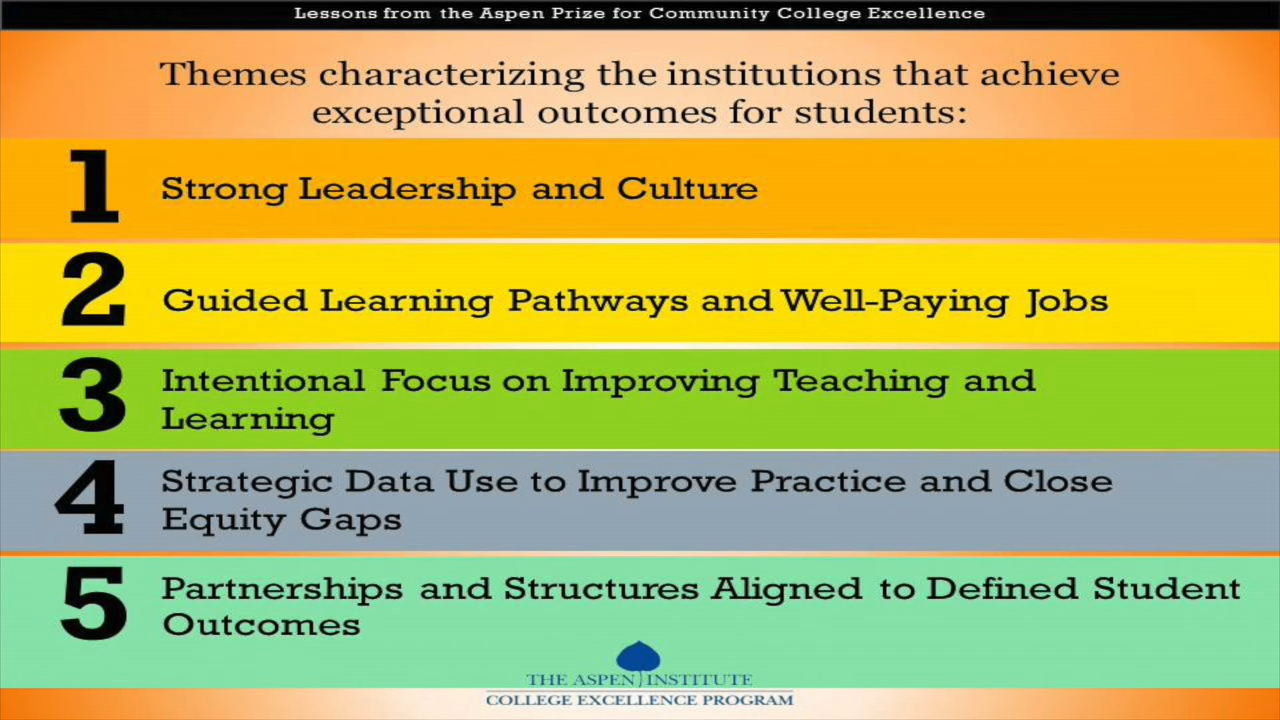 Lessons from the Aspen Prize for Community College Excellence
Themes characterizing the institutions that achieve
exceptional outcomes for students:
1
Strong Leadership and Culture
2
Guided Learning Pathways and Well-Paying Jobs
3
Intentional Focus on Improving Teaching and
Learning
4
Strategic Data Use to Improve Practice and Close
Equity Gaps
5
Partnerships and Structures Aligned to Defined Student
Outcomes
THE ASPEN INSTITUTE
COLLEGE EXCELLENCE PROGRAM